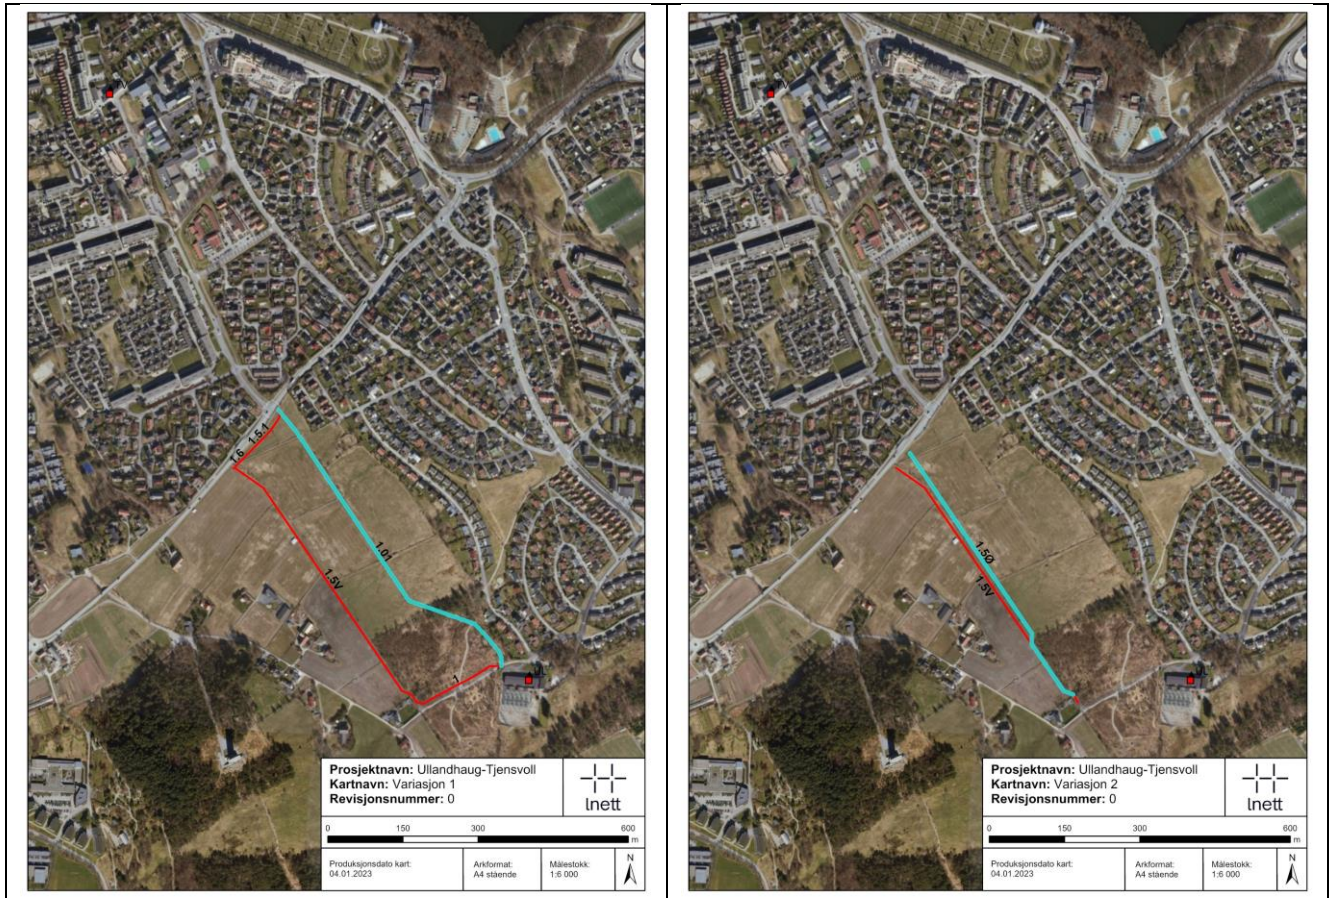 1.6
1.5.1
1.01
1.5V
1
Prosjektnavn: Ullandhaug-Tjensvoll
Kartnavn: Variasjon 1
Revisjonsnummer: 0
lnett
0 150 300 600
m
Produksjonsdato kart:
04.01.2023
Arkformat:
A4 stående
Målestokk:
1:6 000
N
1.5Ø
1.5V
Prosjektnavn: Ullandhaug-Tjensvoll
Kartnavn: Variasjon 2
Revisjonsnummer: 0
lnett
0 150 300 600
m
Produksjonsdato kart:
04.01.2023
Arkformat:
A4 stående
Målestokk:
1:6 000
N